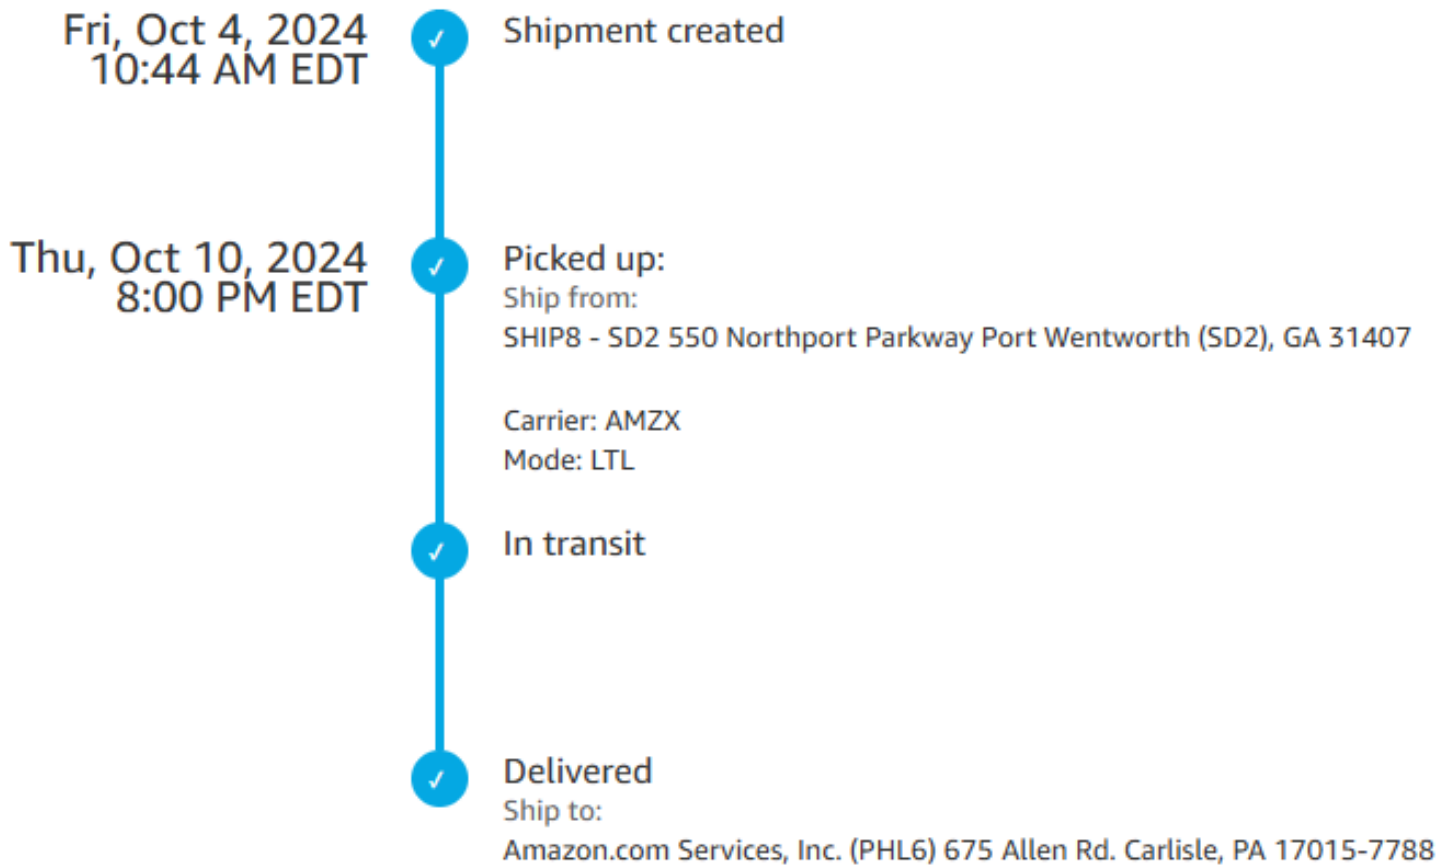 Fri, Oct 4, 2024
10:44 AM EDT
Shipment created
Thu, Oct 10, 2024
8:00 PM EDT
Picked up:
Ship from:
SHIP8 - SD2 550 Northport Parkway Port Wentworth (SD2), GA 31407
Carrier: AMZX
Mode: LTL
In transit
Delivered
Ship to:
Amazon.com Services, Inc. (PHL6) 675 Allen Rd. Carlisle, PA 17015-7788